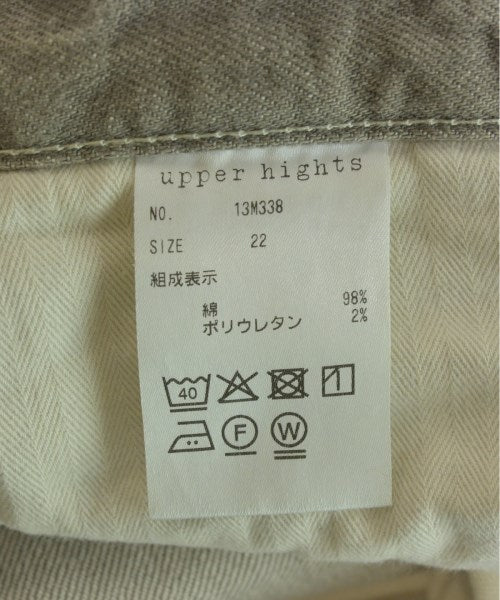 upper hights
NO. 13M338
SIZE 22
組成表示
綿 98%
ポリウレタン 2%
40
F W